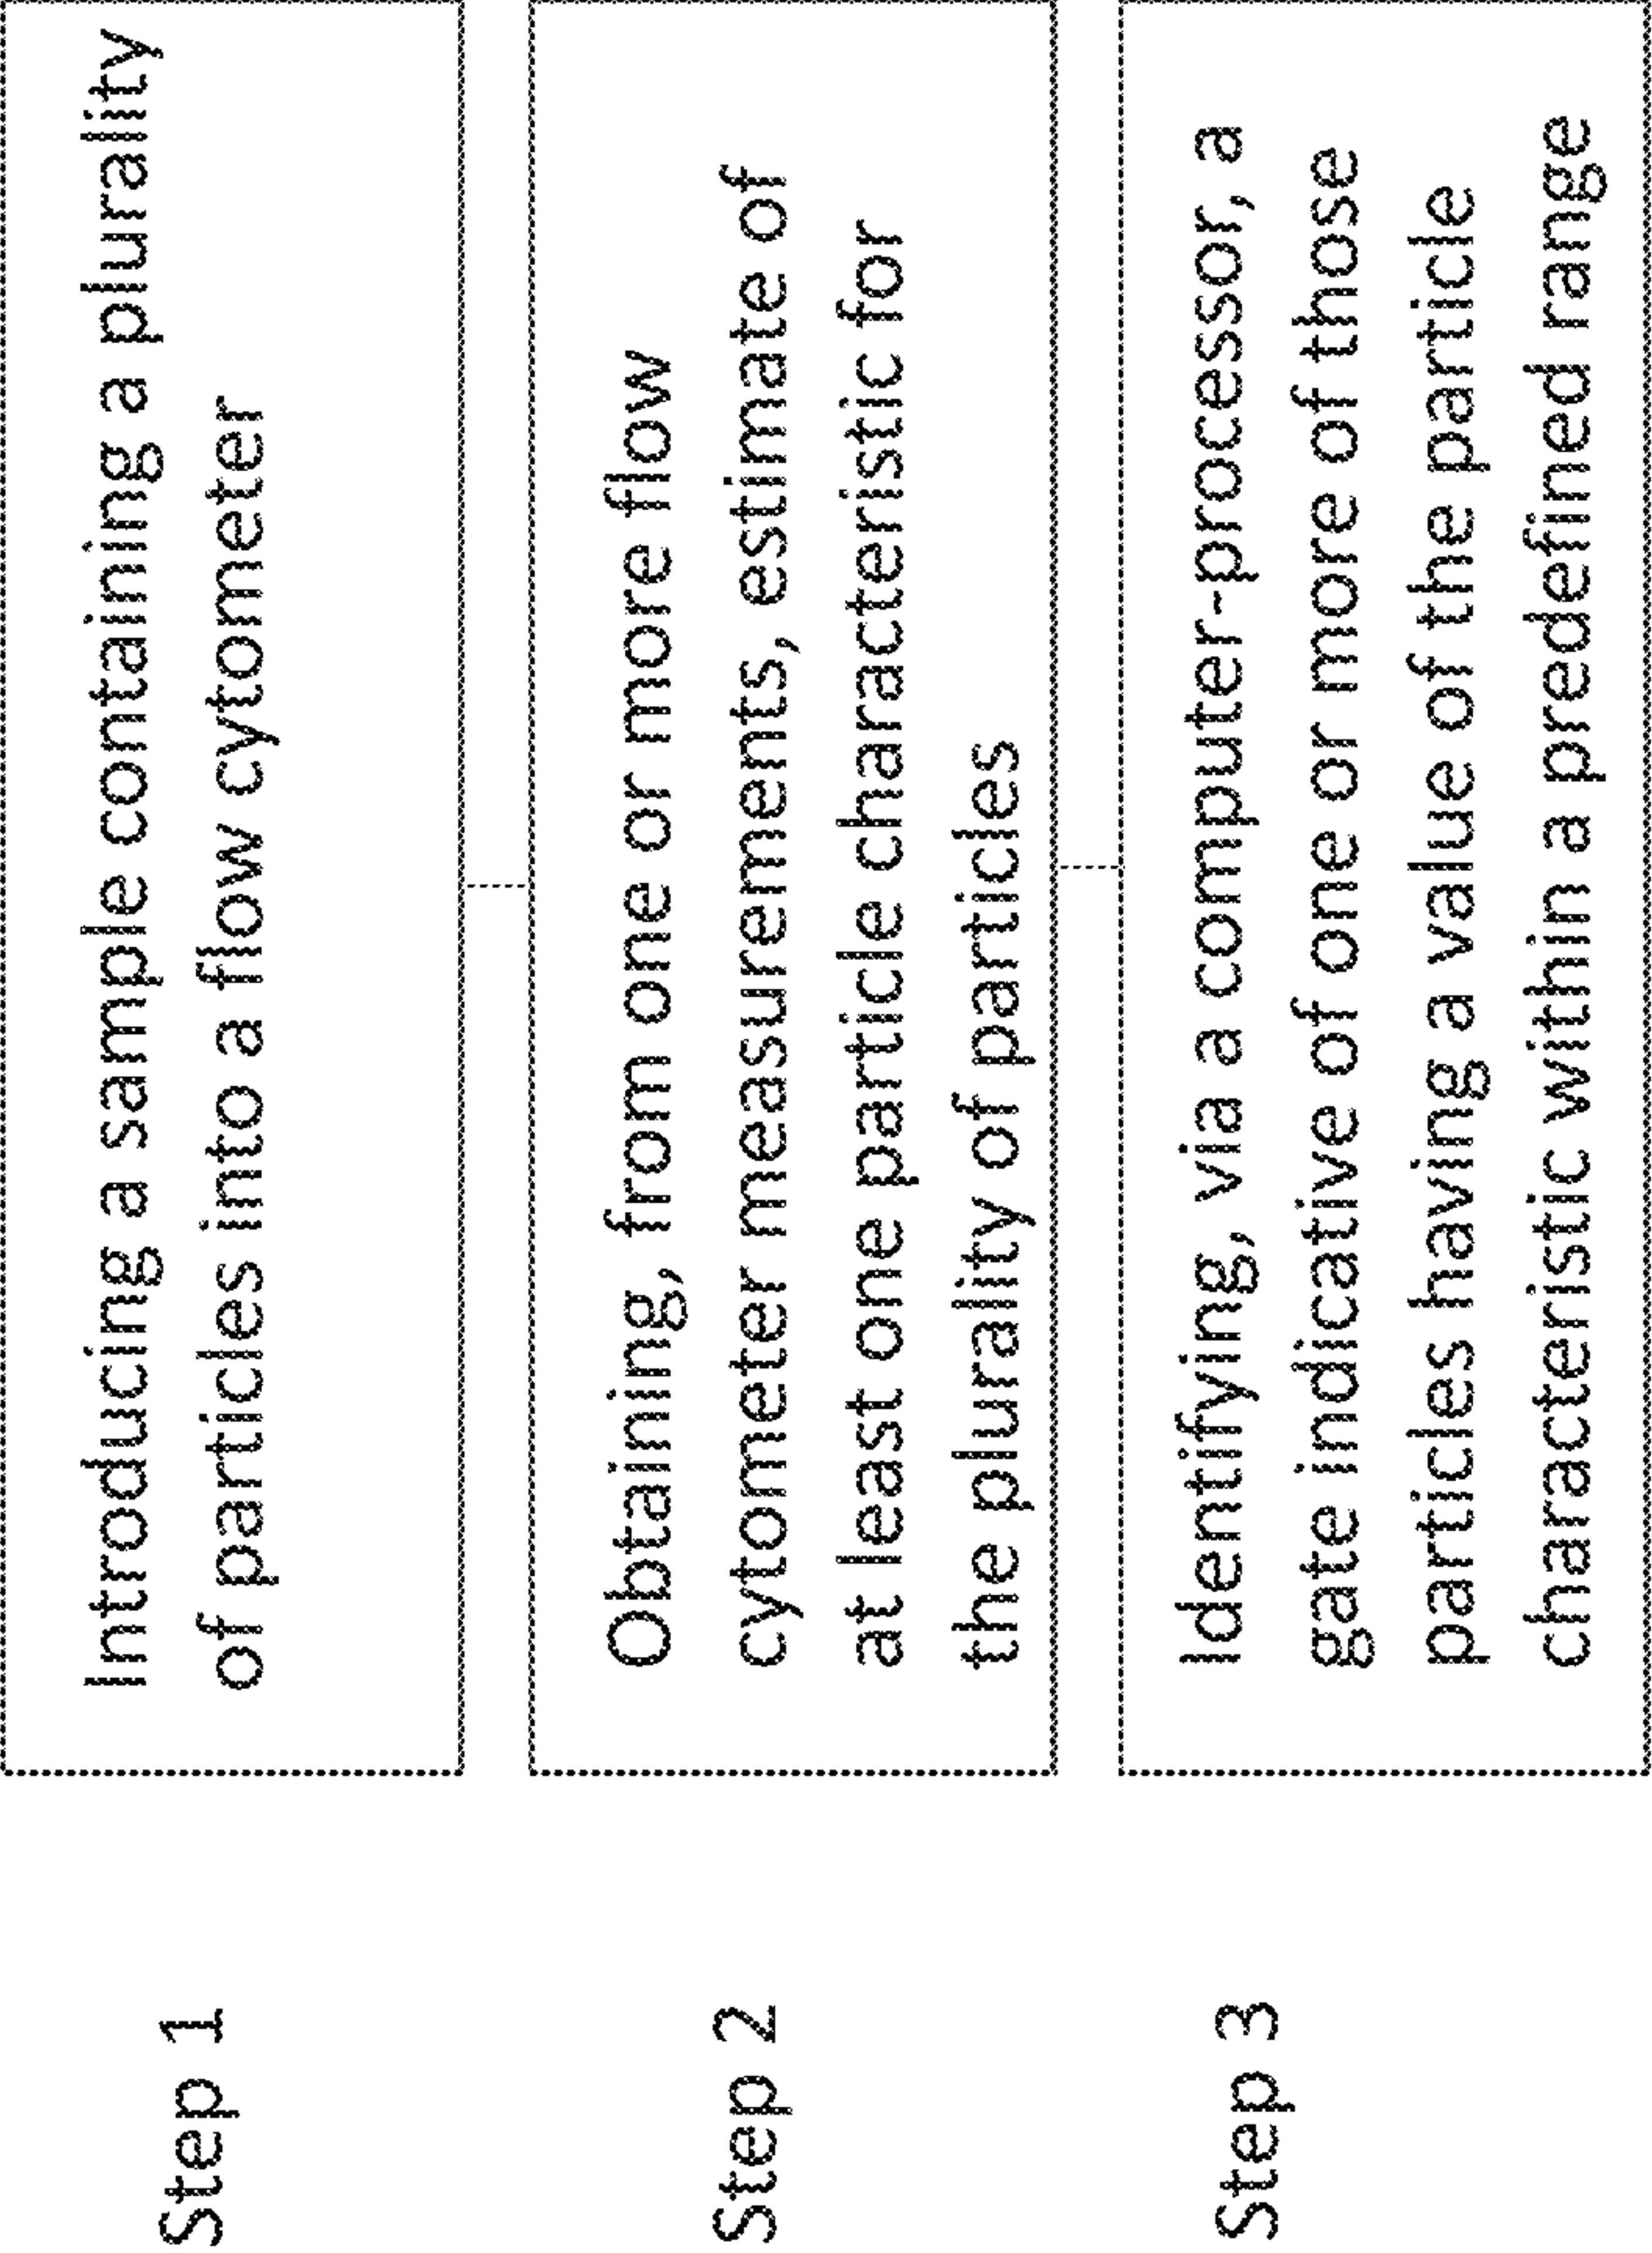 Step 1
Introducing a sample containing a plurality
of particles into a flow cytometer
Step 2
Obtaining, from one or more flow
cytometer measurements, estimate of
at least one particle characteristic for
the plurality of particles
Step 3
Identifying, via a computer-processor, a
gate indicative of one or more of those
particles having a value of the particle
characteristic within a predefined range